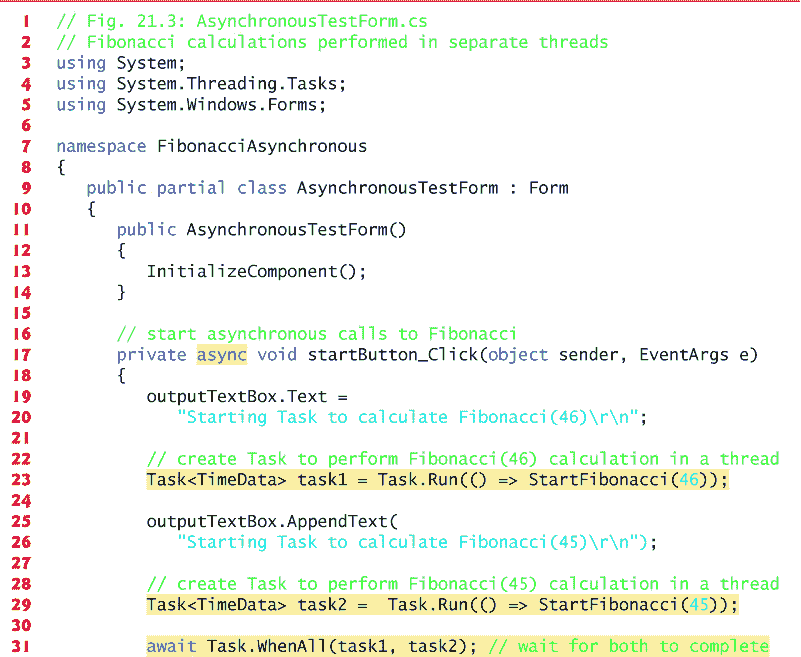 1 // Fig. 21.3: AsynchronousTestForm.cs
2 // Fibonacci calculations performed in separate threads
3 using System;
4 using System.Threading.Tasks;
5 using System.Windows.Forms;
6
7 namespace FibonacciAsynchronous
8 {
9 public partial class AsynchronousTestForm : Form
10 {
11 public AsynchronousTestForm()
12 {
13 InitializeComponent();
14 }
15
16 // start asynchronous calls to Fibonacci
17 private async void startButton_Click(object sender, EventArgs e)
18 {
19 outputTextBox.Text =
20 "Starting Task to calculate Fibonacci(46)\r\n";
21
22 // create Task to perform Fibonacci(46) calculation in a thread
23 Task<TimeData> task1 = Task.Run(() => StartFibonacci(46));
24
25 outputTextBox.AppendText(
26 "Starting Task to calculate Fibonacci(45)\r\n");
27
28 // create Task to perform Fibonacci(45) calculation in a thread
29 Task<TimeData> task2 =  Task.Run(() => StartFibonacci(45));
30
31 await Task.WhenAll(task1, task2); // wait for both to complete